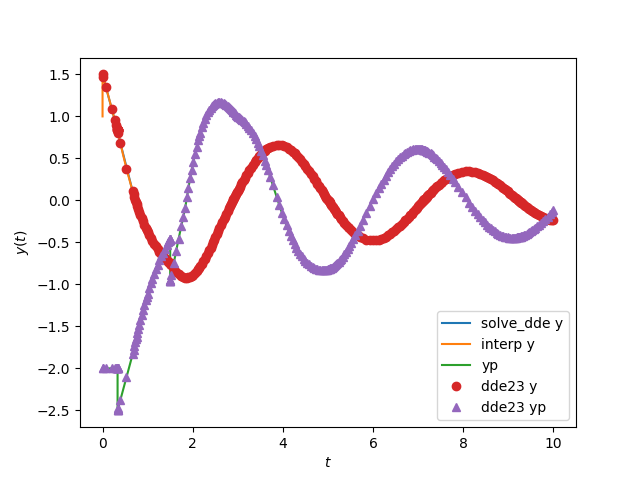 1.5
1.0
0.5
0.0
−0.5
−1.0
−1.5
−2.0
−2.5
y(t)
0 2 4 6 8 10
t
solve_dde y
interp y
yp
dde23 y
dde23 yp